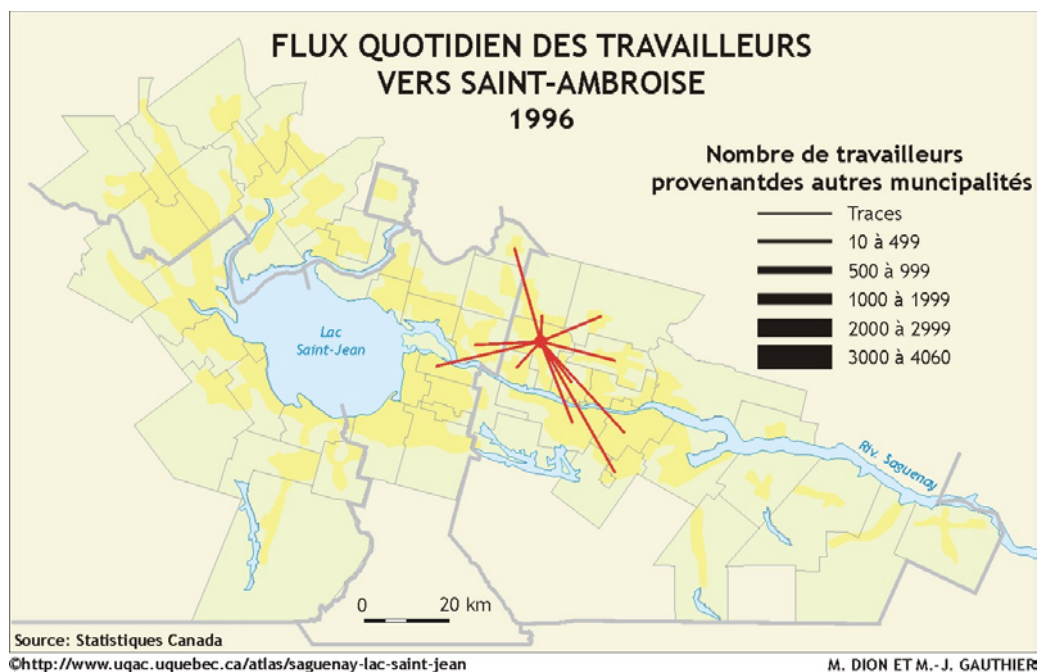 FLUX QUOTIDIEN DES TRAVAILLEURS
VERS SAINT-AMBROISE
1996
Nombre de travailleurs
provenantdes autres muncipalités
Traces
10 à 499
500 à 999
1000 à 1999
2000 à 2999
3000 à 4060
Lac
Saint-Jean
Riv. Saguenay
0 20 km
Source: Statistiques Canada
©http://www.uqac.uquebec.ca/atlas/saguenay-lac-saint-jean
M. DION ET M.-J. GAUTHIER